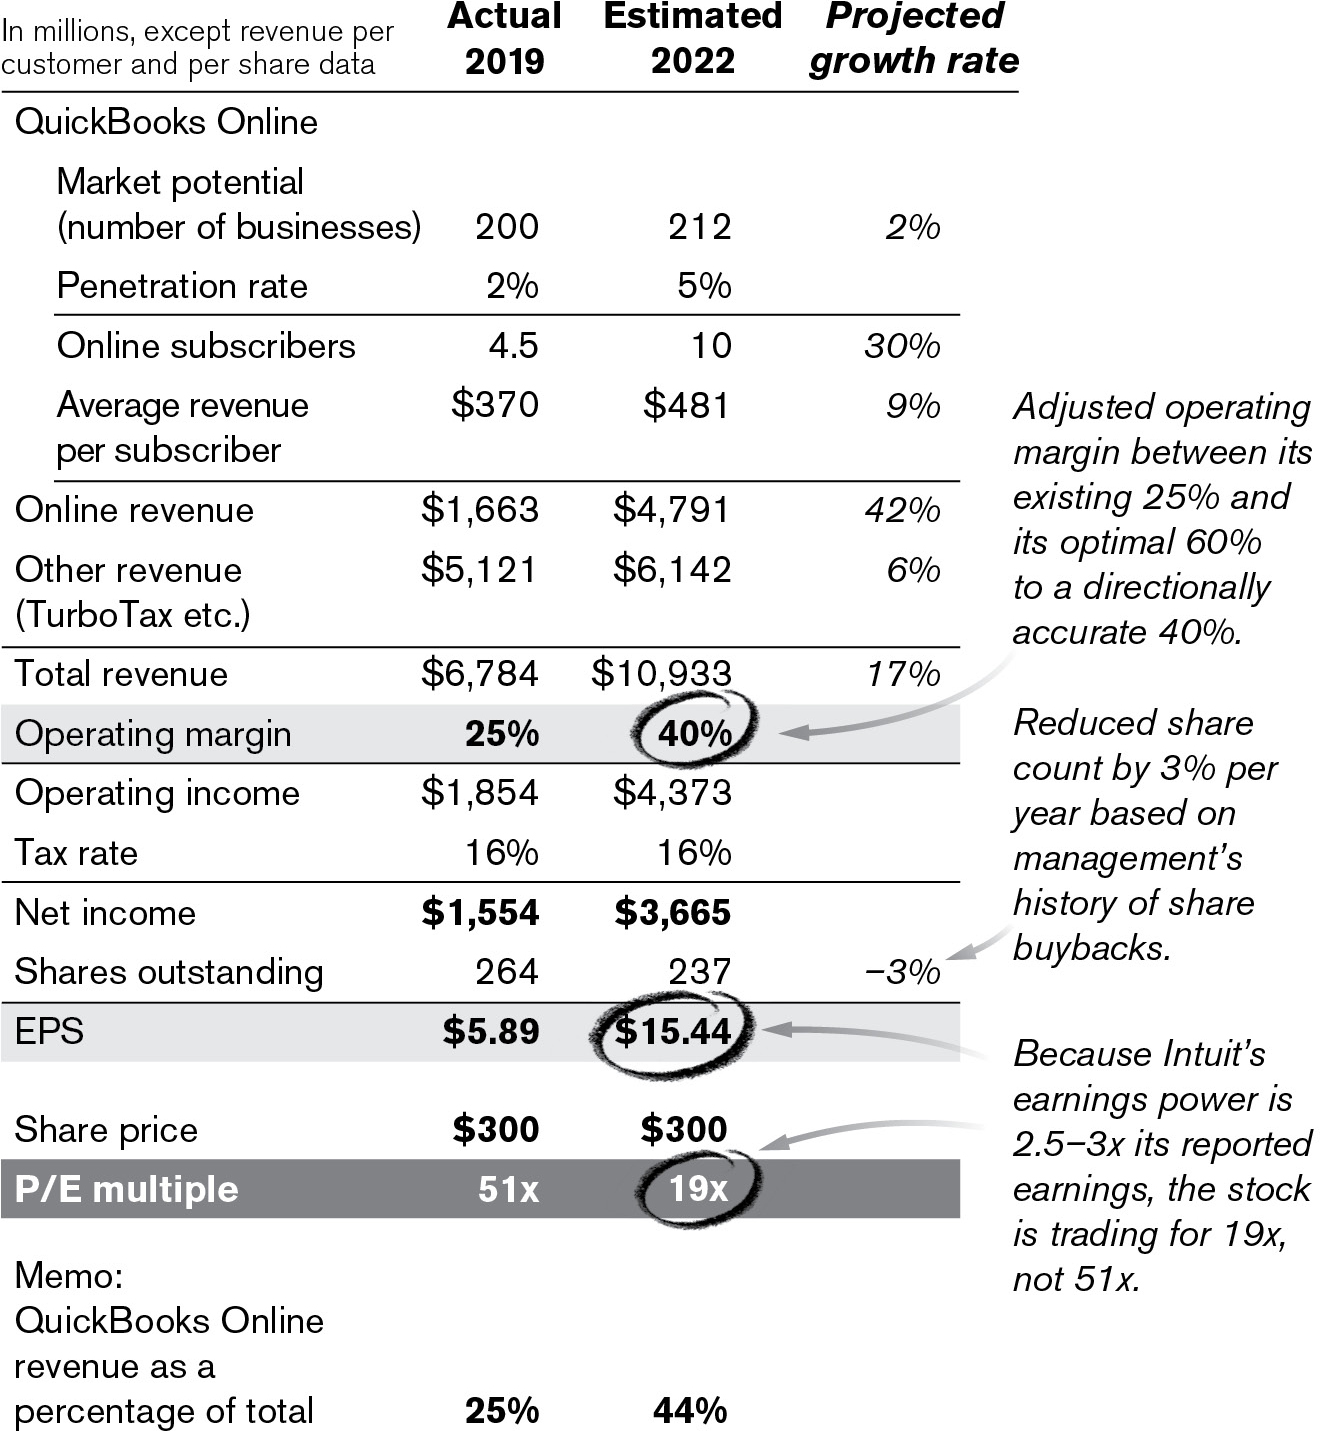 In millions, except revenue per customer and per share data
Actual 2019
Estimated 2022
Projected growth rate
QuickBooks Online
Market potential
(number of businesses) 200 212 2%
Penetration rate 2% 5%
Online subscribers 4.5 10 30%
Average revenue $370 $481 9%
per subscriber
Online revenue $1,663 $4,791 42%
Other revenue $5,121 $6,142 6%
(TurboTax etc.)
Total revenue $6,784 $10,933 17%
Operating margin 25% 40%
Operating income $1,854 $4,373
Tax rate 16% 16%
Net income $1,554 $3,665
Shares outstanding 264 237 −3%
EPS $5.89 $15.44
Share price $300 $300
P/E multiple 51x 19x
Memo:
QuickBooks Online
revenue as a
percentage of total 25% 44%
Adjusted operating
margin between its
existing 25% and
its optimal 60%
to a directionally
accurate 40%.
Reduced share
count by 3% per
year based on
management’s
history of share
buybacks.
Because Intuit’s
earnings power is
2.5−3x its reported
earnings, the stock
is trading for 19x,
not 51x.